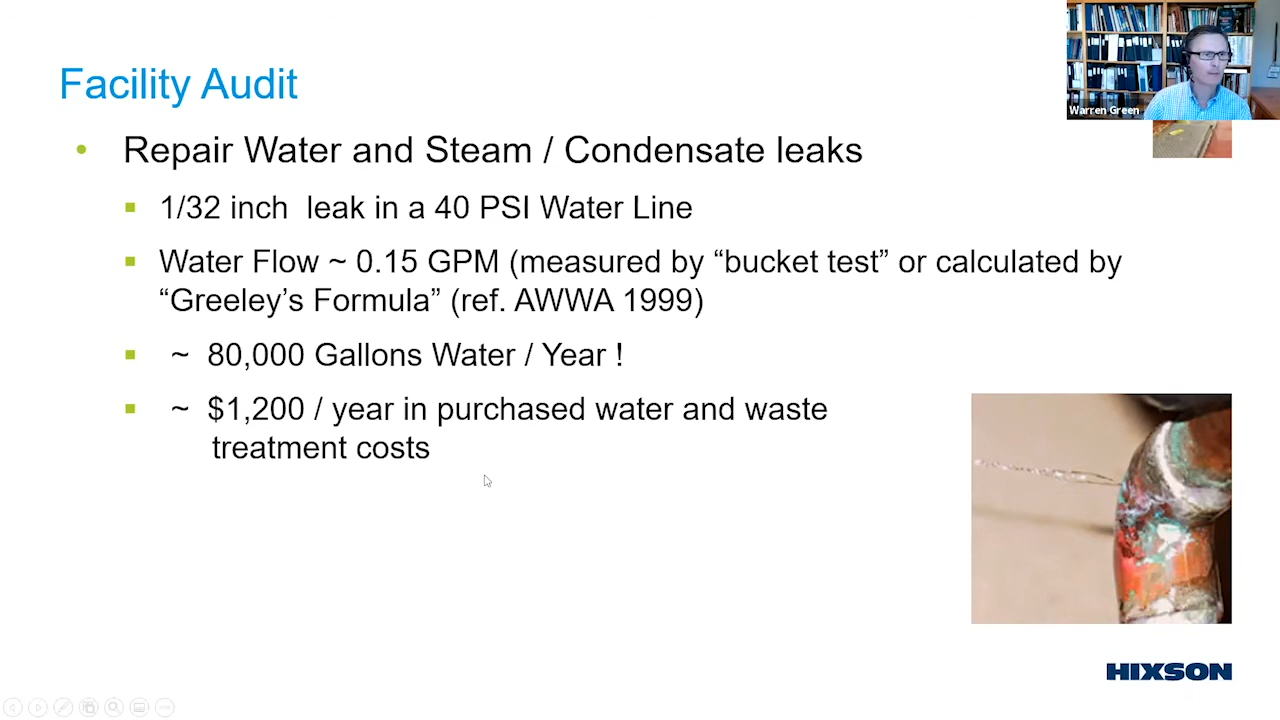 Warren Green
Facility Audit
• Repair Water and Steam / Condensate leaks
▪ 1/32 inch  leak in a 40 PSI Water Line
▪ Water Flow ~ 0.15 GPM (measured by “bucket test” or calculated by
“Greeley’s Formula” (ref. AWWA 1999)
▪ ~  80,000 Gallons Water / Year !
▪ ~  $1,200 / year in purchased water and waste
treatment costs
HIXSON